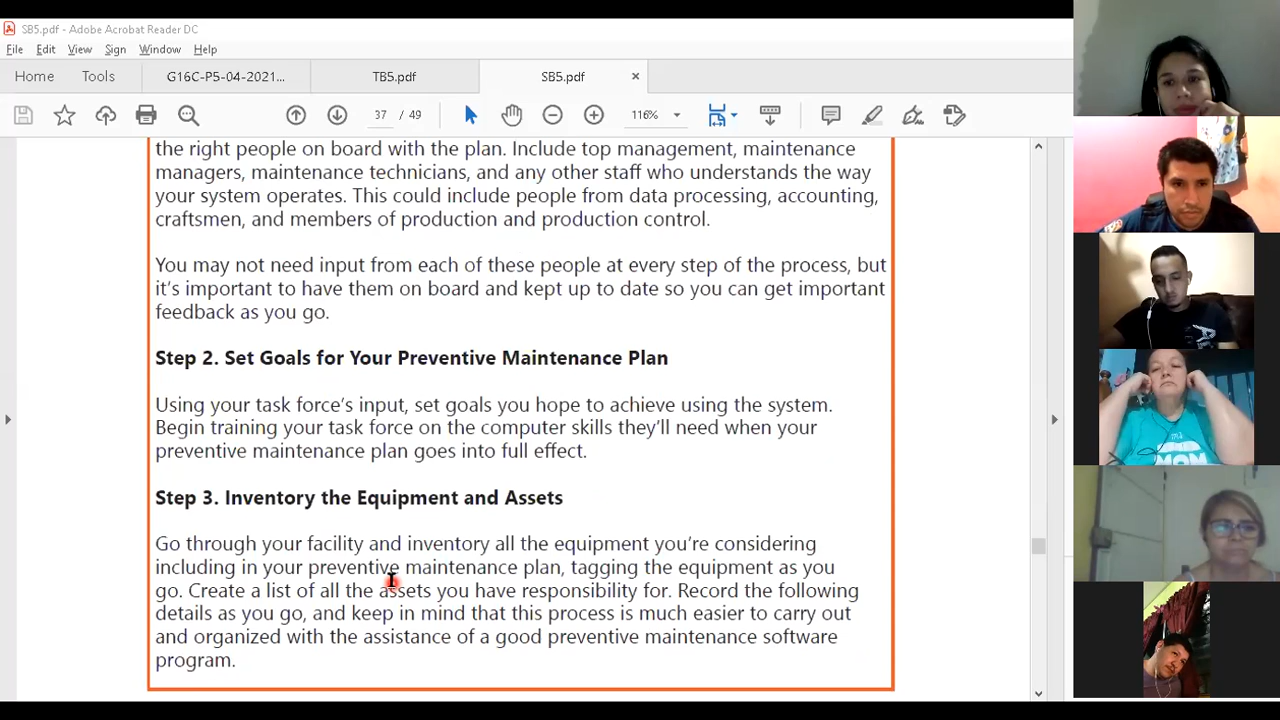 SB5.pdf - Adobe Acrobat Reader DC
File Edit View Sign Window Help
Home Tools G16C-P5-04-2021... TB5.pdf SB5.pdf ×
37 / 49 116%
the right people on board with the plan. Include top management, maintenance
managers, maintenance technicians, and any other staff who understands the way
your system operates. This could include people from data processing, accounting,
craftsmen, and members of production and production control.
You may not need input from each of these people at every step of the process, but
it's important to have them on board and kept up to date so you can get important
feedback as you go.
Step 2. Set Goals for Your Preventive Maintenance Plan
Using your task force's input, set goals you hope to achieve using the system.
Begin training your task force on the computer skills they'll need when your
preventive maintenance plan goes into full effect.
Step 3. Inventory the Equipment and Assets
Go through your facility and inventory all the equipment you're considering
including in your preventive maintenance plan, tagging the equipment as you
go. Create a list of all the assets you have responsibility for. Record the following
details as you go, and keep in mind that this process is much easier to carry out
and organized with the assistance of a good preventive maintenance software
program.
MOM